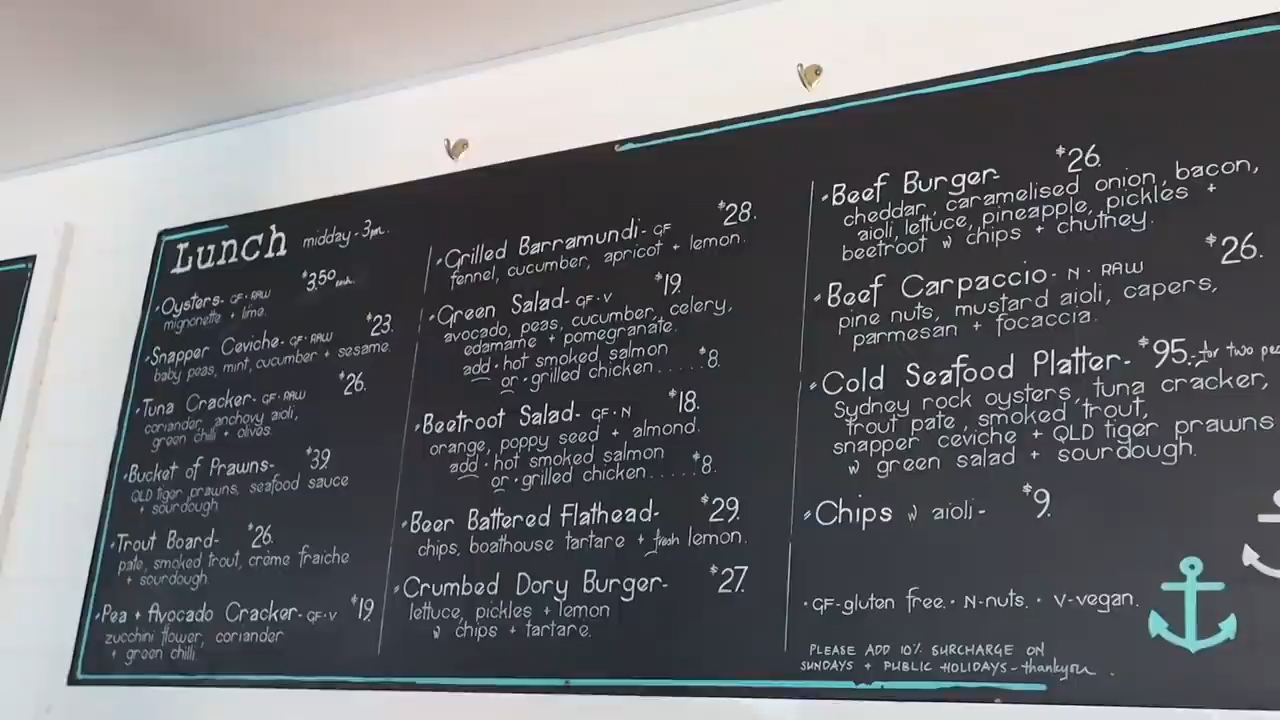 Lunch midday - 3pm.
• Oysters - GF • RAW $3.50 each.
mignonette + lime.
• Snapper Ceviche - GF • RAW $23.
baby peas, mint, cucumber + sesame.
• Tuna Cracker - GF • RAW $26.
coriander, anchovy aioli,
green chilli + olives.
• Bucket of Prawns - $39.
QLD tiger prawns, seafood sauce
+ sourdough
• Trout Board - $26.
pate, smoked trout, crème fraiche
+ sourdough.
• Pea + Avocado Cracker - GF • V $19.
zucchini flower, coriander
+ green chilli.
• Grilled Barramundi - GF $28.
fennel, cucumber, apricot + lemon.
• Green Salad - GF • V $19.
avocado, peas, cucumber, celery,
edamame + pomegranate.
add • hot smoked salmon
or • grilled chicken ..... $8.
• Beetroot Salad - GF • N $18.
orange, poppy seed + almond.
add • hot smoked salmon
or • grilled chicken ..... $8.
• Beer Battered Flathead - $29.
chips, boathouse tartare + fresh lemon.
• Crumbed Dory Burger - $27.
lettuce, pickles + lemon
w chips + tartare.
• Beef Burger - $26.
cheddar, caramelised onion, bacon,
aioli, lettuce, pineapple, pickles +
beetroot w chips + chutney.
• Beef Carpaccio - N • RAW $26.
pine nuts, mustard aioli, capers,
parmesan + focaccia.
• Cold Seafood Platter - $95. - for two
Sydney rock oysters, tuna cracker,
trout pate, smoked trout,
snapper ceviche + QLD tiger prawns
w green salad + sourdough.
• Chips w aioli - $9.
• GF - gluten free. • N - nuts. • V - vegan.
PLEASE ADD 10% SURCHARGE ON
SUNDAYS + PUBLIC HOLIDAYS - thankyou.